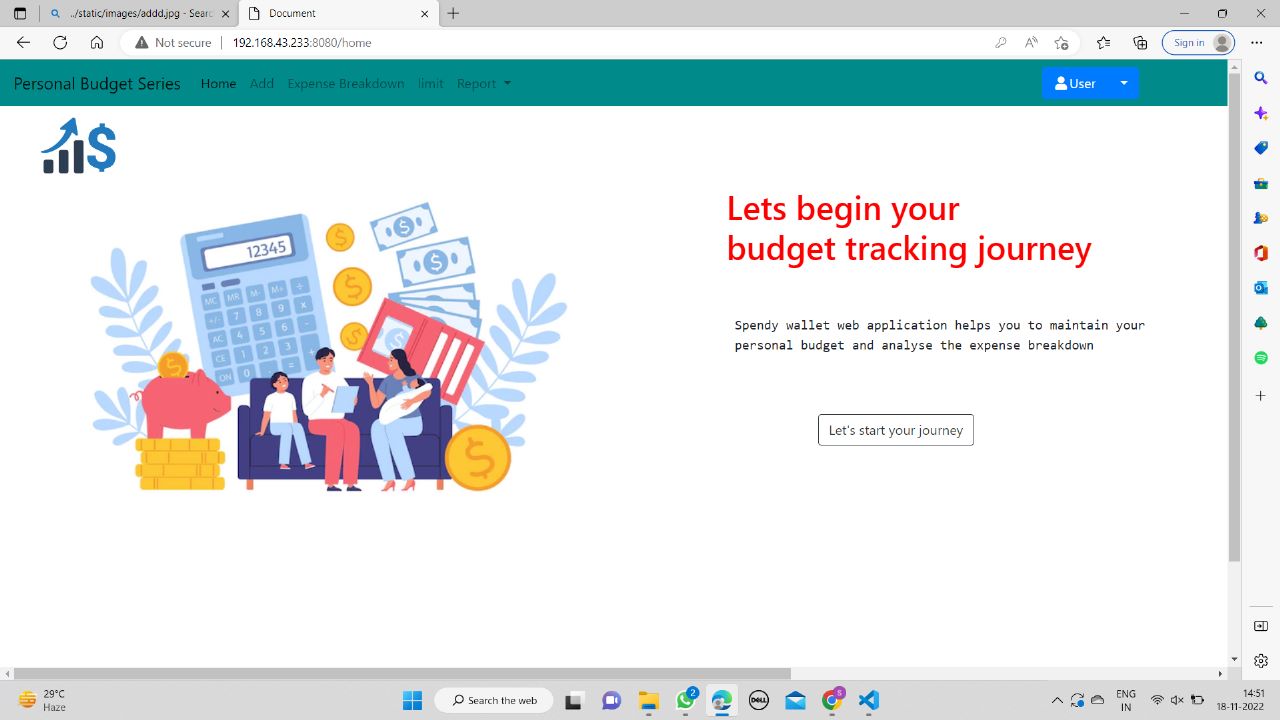 ../static/images/addd.jpg - Searc
Document
Not secure
192.168.43.233:8080/home
Sign in
Personal Budget Series
Home
Add
Expense Breakdown
limit
Report
User
$
Lets begin your
budget tracking journey
Spendy wallet web application helps you to maintain your
personal budget and analyse the expense breakdown
Let's start your journey
12345
MC MR M- M+ ÷
+/- 7 8 9 x
AC 4 5 6 -
CE 1 2 3 +
ON 0 . =
29°C
Haze
Search the web
2
DELL
S
ENG
IN
14:51
18-11-2022